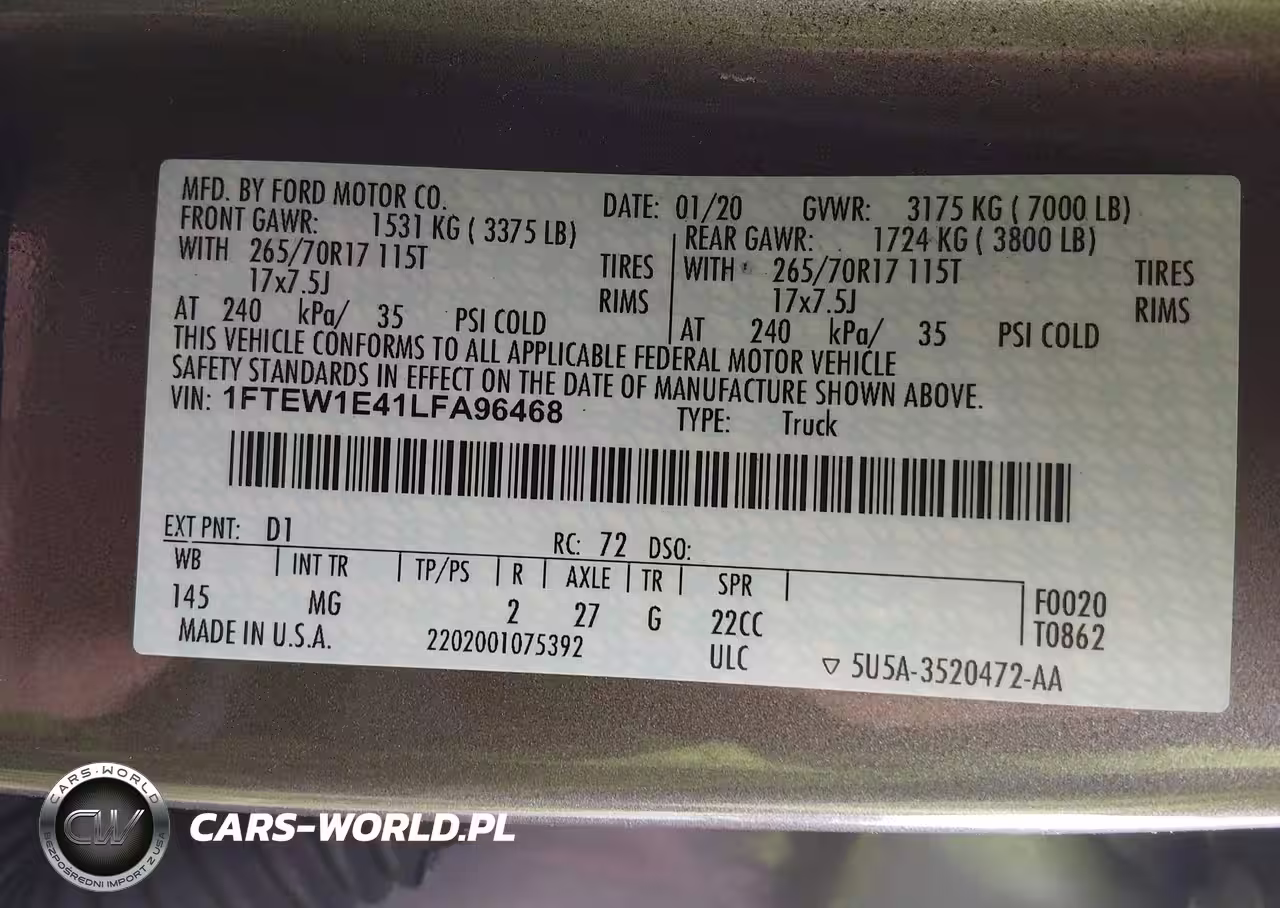 MFD. BY FORD MOTOR CO.
DATE: 01/20 GVWR: 3175 KG ( 7000 LB)
FRONT GAWR: 1531 KG ( 3375 LB)
REAR GAWR: 1724 KG ( 3800 LB)
WITH 265/70R17 115T TIRES
WITH 265/70R17 115T TIRES
17x7.5J RIMS
17x7.5J RIMS
AT 240 kPa/ 35 PSI COLD
AT 240 kPa/ 35 PSI COLD
THIS VEHICLE CONFORMS TO ALL APPLICABLE FEDERAL MOTOR VEHICLE
SAFETY STANDARDS IN EFFECT ON THE DATE OF MANUFACTURE SHOWN ABOVE.
VIN: 1FTEW1E41LFA96468 TYPE: Truck
EXT PNT: D1 RC: 72 DSO:
WB INT TR TP/PS R AXLE TR SPR
145 MG 2 27 G 22CC F0020
T0862
MADE IN U.S.A. 2202001075392 ULC ▽ 5U5A-3520472-AA
CARS-WORLD
CW
BEZPOŚREDNI IMPORT Z USA
CARS-WORLD.PL